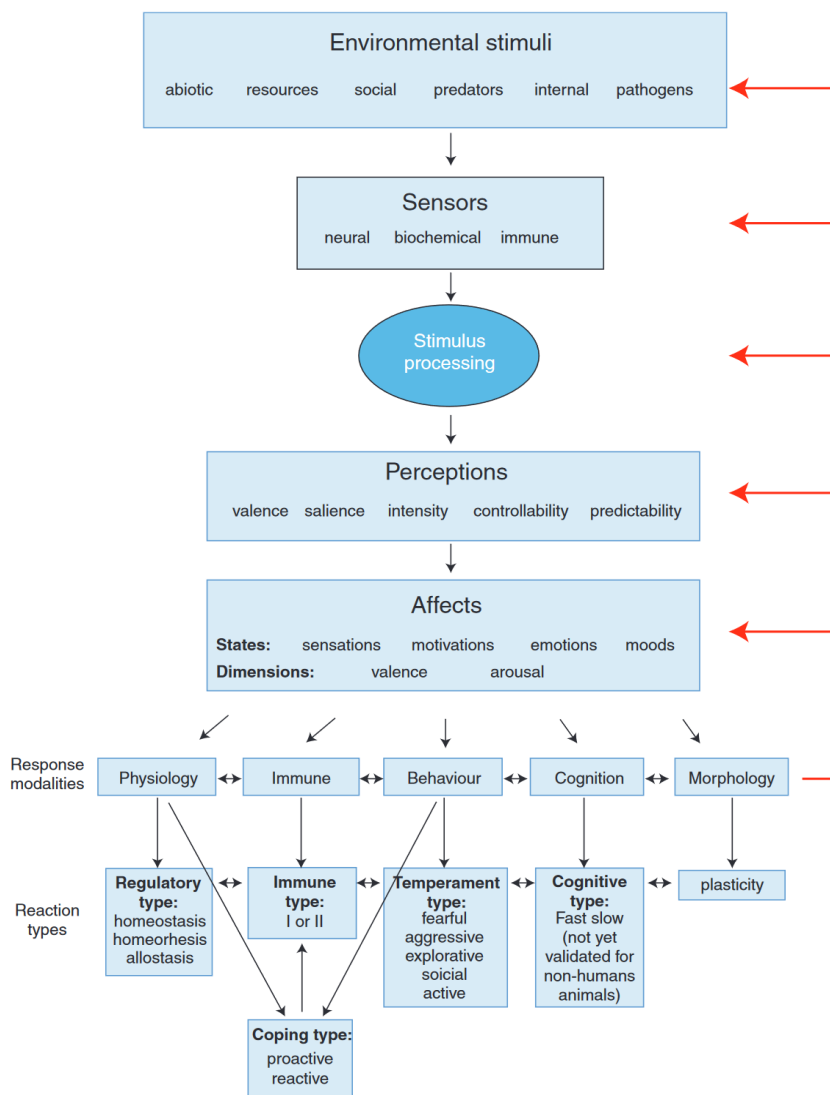 Environmental stimuli
abiotic resources social predators internal pathogens
Sensors
neural biochemical immune
Stimulus
processing
Perceptions
valence salience intensity controllability predictability
Affects
States: sensations motivations emotions moods
Dimensions: valence arousal
Response
modalities
Physiology
Immune
Behaviour
Cognition
Morphology
Reaction
types
Regulatory
type:
homeostasis
homeorhesis
allostasis
Immune
type:
I or II
Temperament
type:
fearful
aggressive
explorative
soicial
active
Cognitive
type:
Fast slow
(not yet
validated for
non-humans
animals)
plasticity
Coping type:
proactive
reactive